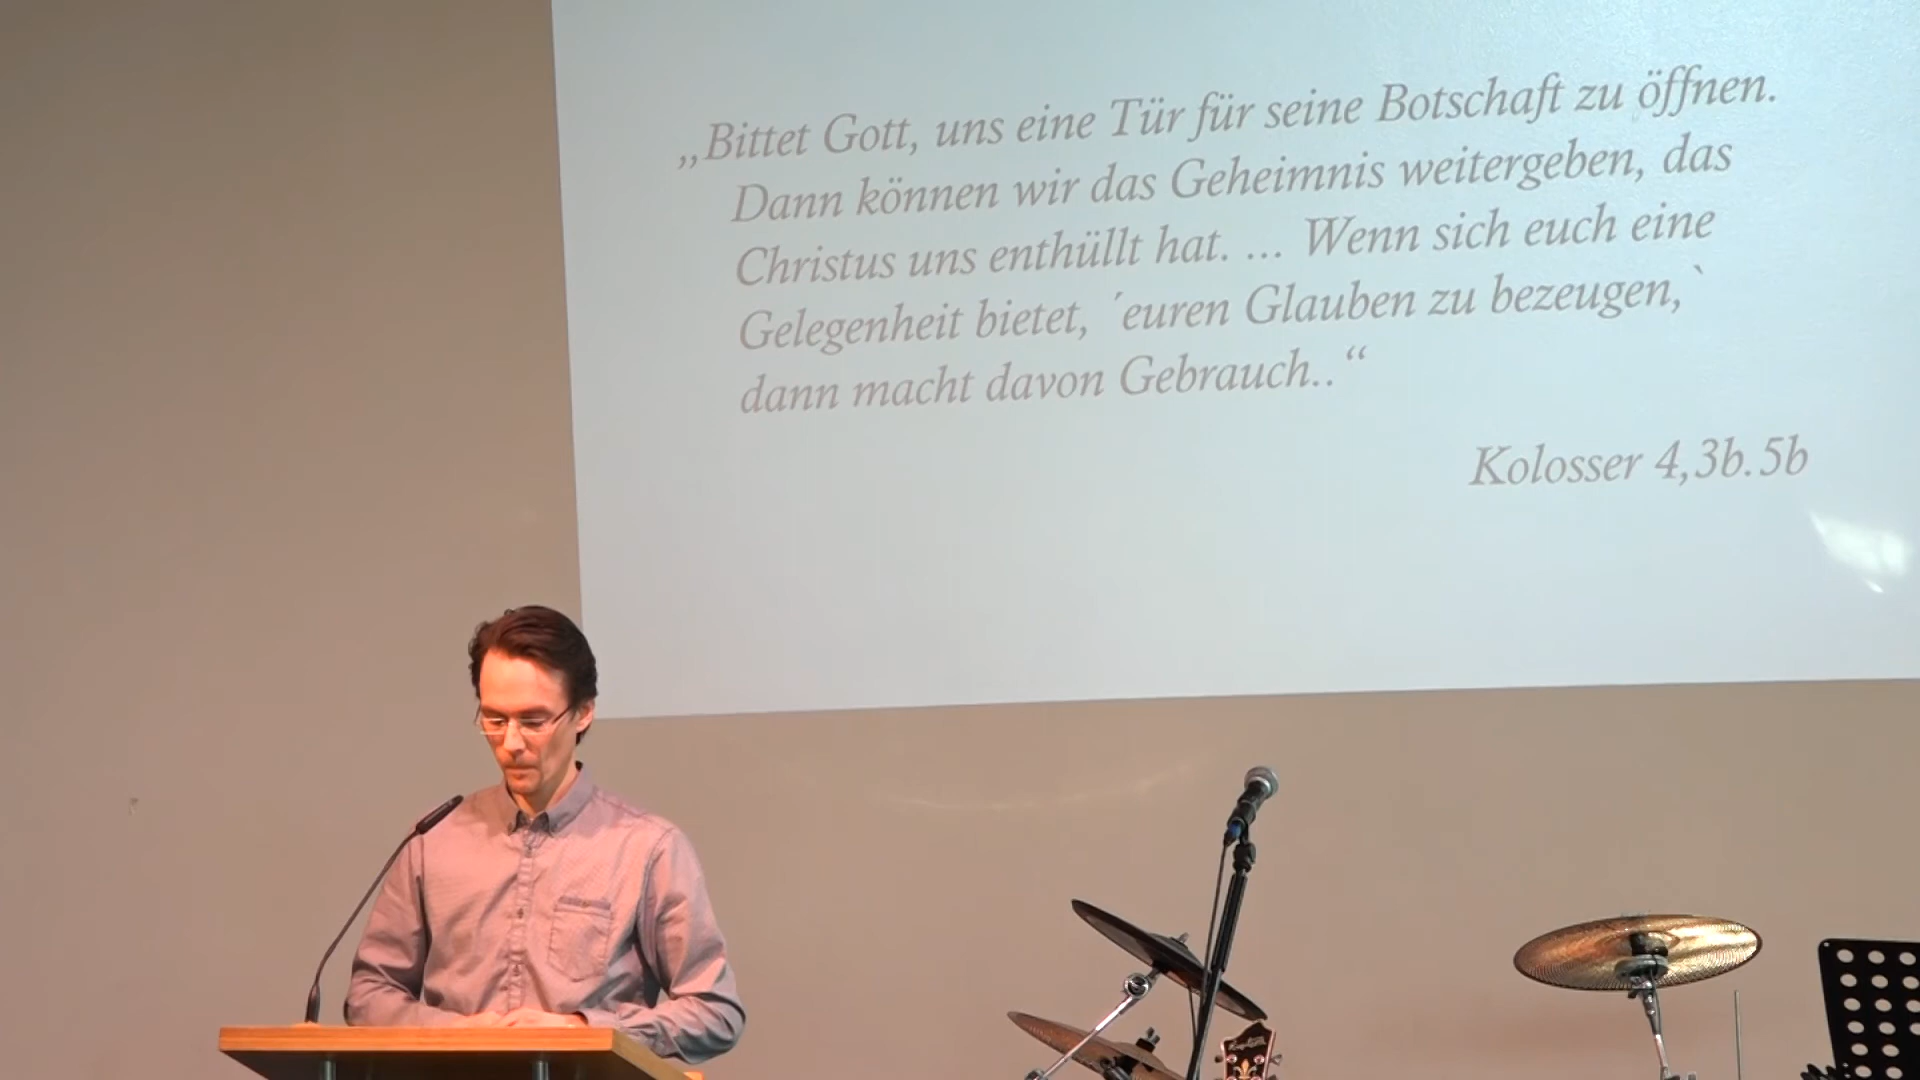 „Bittet Gott, uns eine Tür für seine Botschaft zu öffnen.
Dann können wir das Geheimnis weitergeben, das
Christus uns enthüllt hat. ... Wenn sich euch eine
Gelegenheit bietet, ´euren Glauben zu bezeugen,`
dann macht davon Gebrauch..“
Kolosser 4,3b.5b